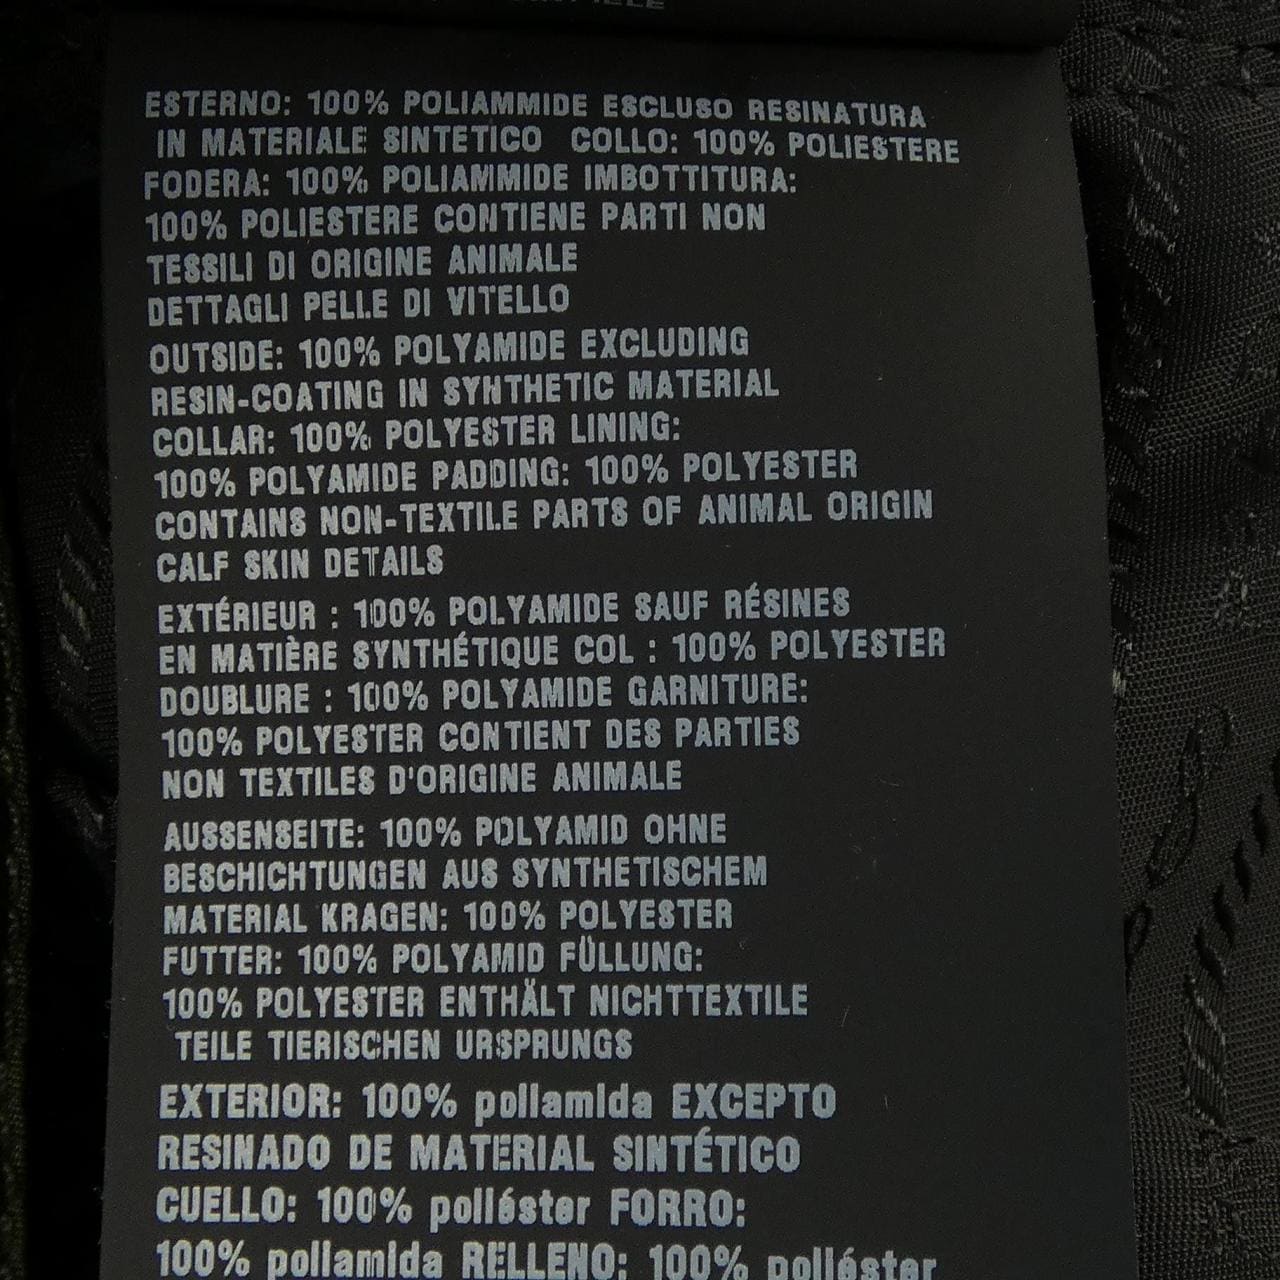 ESTERNO: 100% POLIAMMIDE ESCLUSO RESINATURA
IN MATERIALE SINTETICO COLLO: 100% POLIESTERE
FODERA: 100% POLIAMMIDE IMBOTTITURA:
100% POLIESTERE CONTIENE PARTI NON
TESSILI DI ORIGINE ANIMALE
DETTAGLI PELLE DI VITELLO
OUTSIDE: 100% POLYAMIDE EXCLUDING
RESIN-COATING IN SYNTHETIC MATERIAL
COLLAR: 100% POLYESTER LINING:
100% POLYAMIDE PADDING: 100% POLYESTER
CONTAINS NON-TEXTILE PARTS OF ANIMAL ORIGIN
CALF SKIN DETAILS
EXTÉRIEUR : 100% POLYAMIDE SAUF RÉSINES
EN MATIÈRE SYNTHÉTIQUE COL : 100% POLYESTER
DOUBLURE : 100% POLYAMIDE GARNITURE:
100% POLYESTER CONTIENT DES PARTIES
NON TEXTILES D'ORIGINE ANIMALE
AUSSENSEITE: 100% POLYAMID OHNE
BESCHICHTUNGEN AUS SYNTHETISCHEM
MATERIAL KRAGEN: 100% POLYESTER
FUTTER: 100% POLYAMID FÜLLUNG:
100% POLYESTER ENTHÄLT NICHTTEXTILE
TEILE TIERISCHEN URSPRUNGS
EXTERIOR: 100% poliamida EXCEPTO
RESINADO DE MATERIAL SINTÉTICO
CUELLO: 100% poliéster FORRO:
100% poliamida RELLENO: 100% poliéster